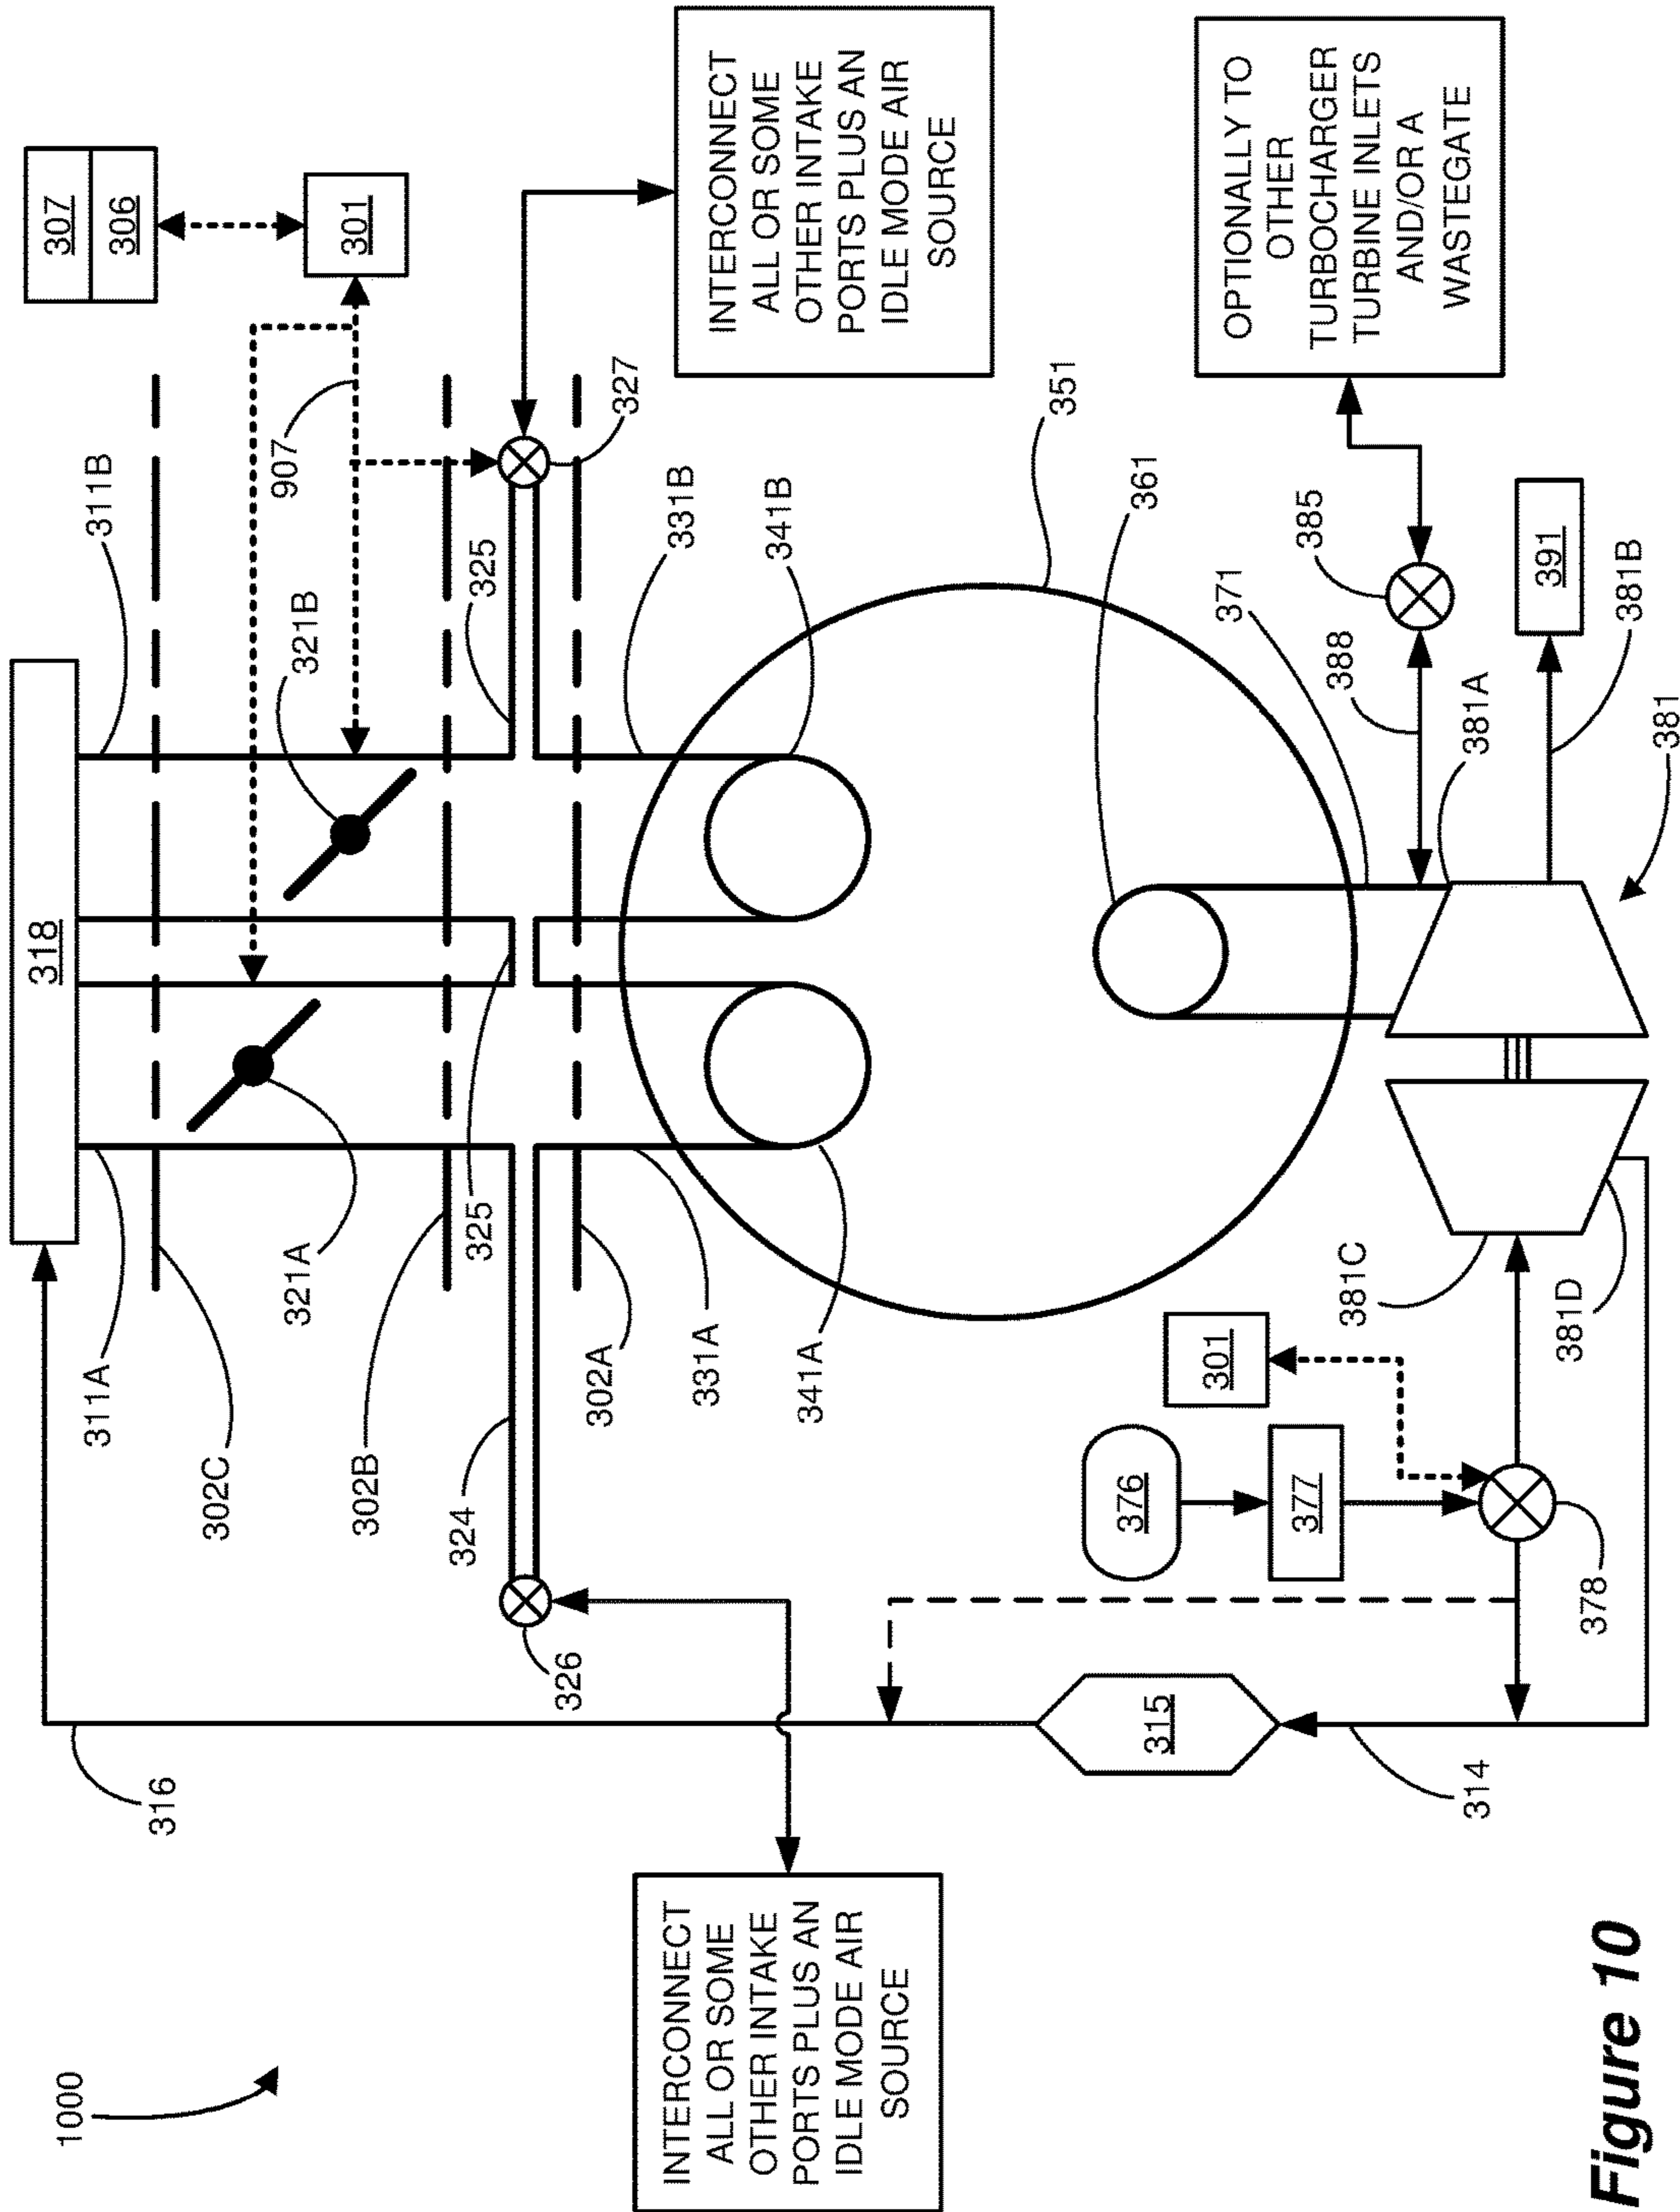 1000
316
INTERCONNECT
ALL OR SOME
OTHER INTAKE
PORTS PLUS AN
IDLE MODE AIR
SOURCE
311A
302C
321A
302B
324
325
326
302A
331A
341A
318
311B
321B
907
307
306
301
325
327
331B
341B
INTERCONNECT
ALL OR SOME
OTHER INTAKE
PORTS PLUS AN
IDLE MODE AIR
SOURCE
351
361
371
388
385
OPTIONALLY TO
OTHER
TURBOCHARGER
TURBINE INLETS
AND/OR A
WASTEGATE
391
381B
381A
381
381C
381D
301
376
377
378
315
314
Figure 10